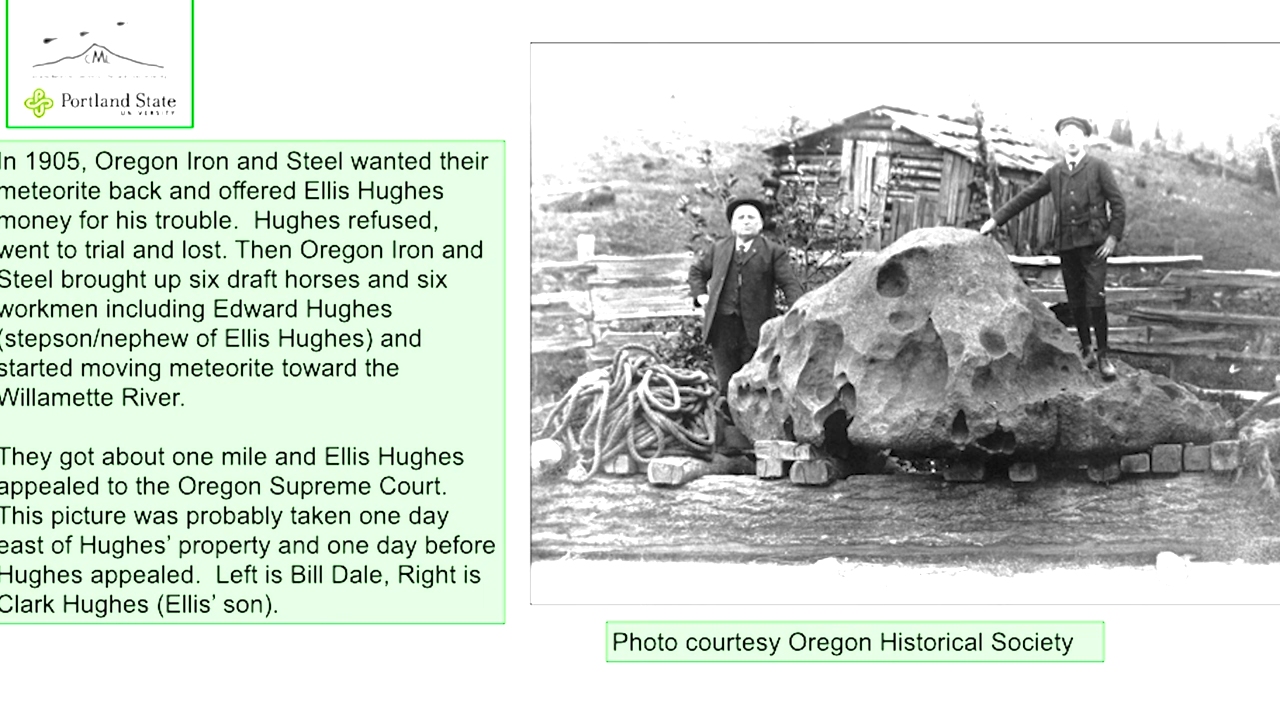 CML
Portland State
UNIVERSITY
In 1905, Oregon Iron and Steel wanted their
meteorite back and offered Ellis Hughes
money for his trouble.  Hughes refused,
went to trial and lost. Then Oregon Iron and
Steel brought up six draft horses and six
workmen including Edward Hughes
(stepson/nephew of Ellis Hughes) and
started moving meteorite toward the
Willamette River.
They got about one mile and Ellis Hughes
appealed to the Oregon Supreme Court.
This picture was probably taken one day
east of Hughes’ property and one day before
Hughes appealed.  Left is Bill Dale, Right is
Clark Hughes (Ellis’ son).
Photo courtesy Oregon Historical Society